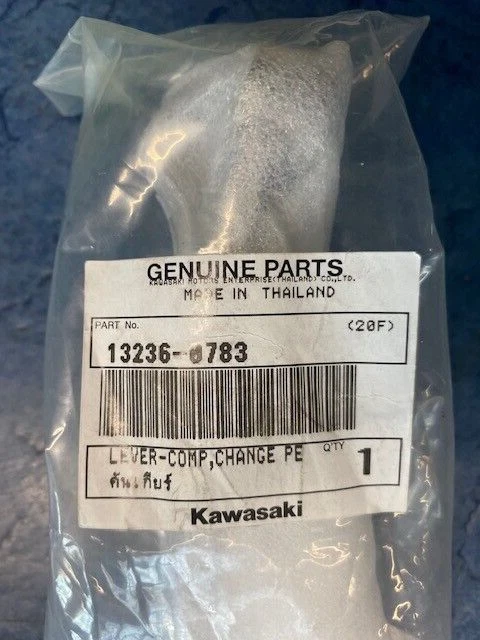 GENUINE PARTS
KAWASAKI MOTORS ENTERPRISE(THAILAND) CO.,LTD.
MADE IN THAILAND
PART No. (20F)
13236-0783
LEVER-COMP,CHANGE PE Q'TY 1
คันเกียร์
Kawasaki